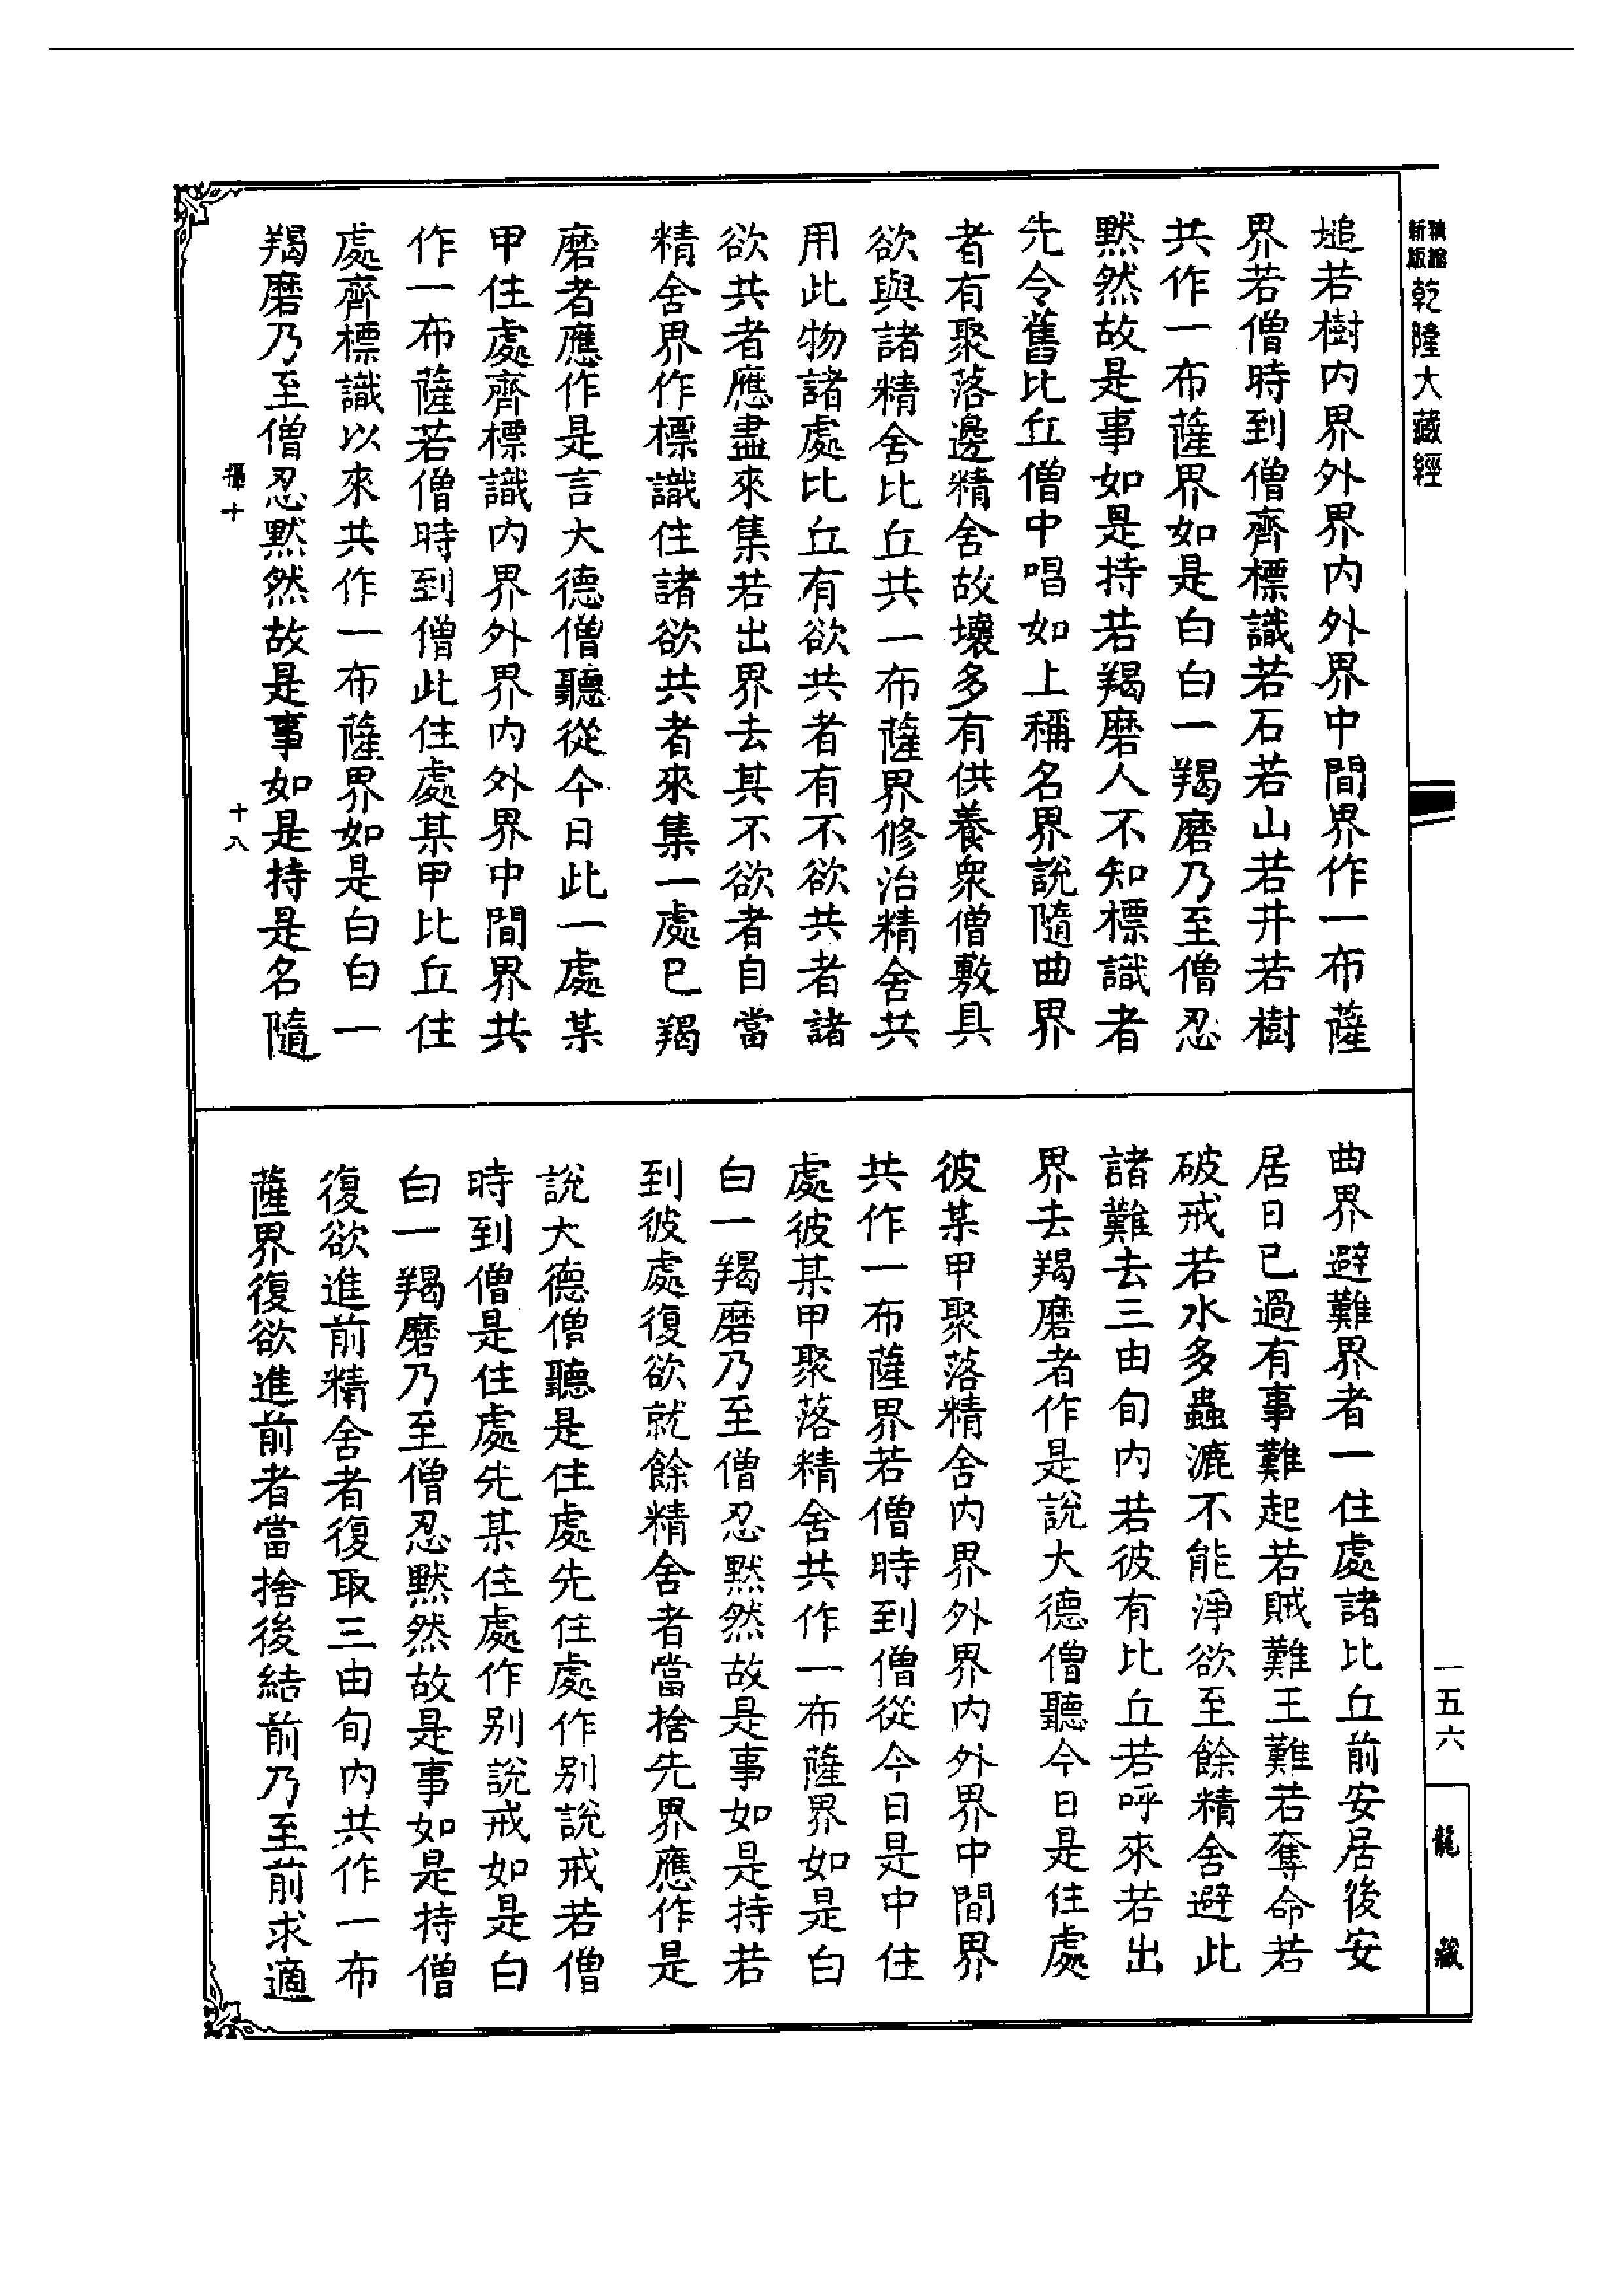 新版
精縮
乾隆大藏經
塠若樹内界外界内外界中間界作一布薩
界若僧時到僧齊標識若石若山若井若樹
共作一布薩界如是白白一羯磨乃至僧忍
黙然故是事如是持若羯磨人不知標識者
先令舊比丘僧中唱如上稱名界說隨曲界
者有聚落邊精舍故壞多有供養衆僧敷具
欲與諸精舍比丘共一布薩界修治精舍共
用此物諸處比丘有欲共者有不欲共者諸
欲共者應盡來集若出界去其不欲者自當
精舍界作標識住諸欲共者來集一處已羯
磨者應作是言大德僧聽從今日此一處某
甲住處齊標識内界外界内外界中間界共
作一布薩若僧時到僧此住處某甲比丘住
處齊標識以來共作一布薩界如是白白一
羯磨乃至僧忍黙然故是事如是持是名隨
攝十
十八
曲界避難界者一住處諸比丘前安居後安
居日已過有事難起若賊難王難若奪命若
破戒若水多蟲漉不能淨欲至餘精舍避此
諸難去三由旬内若彼有比丘若呼來若出
界去羯磨者作是說大德僧聽今日是住處
彼某甲聚落精舍内界外界内外界中間界
共作一布薩界若僧時到僧從今日是中住
處彼某甲聚落精舍共作一布薩界如是白
白一羯磨乃至僧忍黙然故是事如是持若
到彼處復欲就餘精舍者當捨先界應作是
說大德僧聽是住處先住處作别說戒若僧
時到僧是住處先某住處作别說戒如是白
白一羯磨乃至僧忍黙然故是事如是持僧
復欲進前精舍者復取三由旬内共作一布
薩界復欲進前者當捨後結前乃至前求適
一五六
龍藏